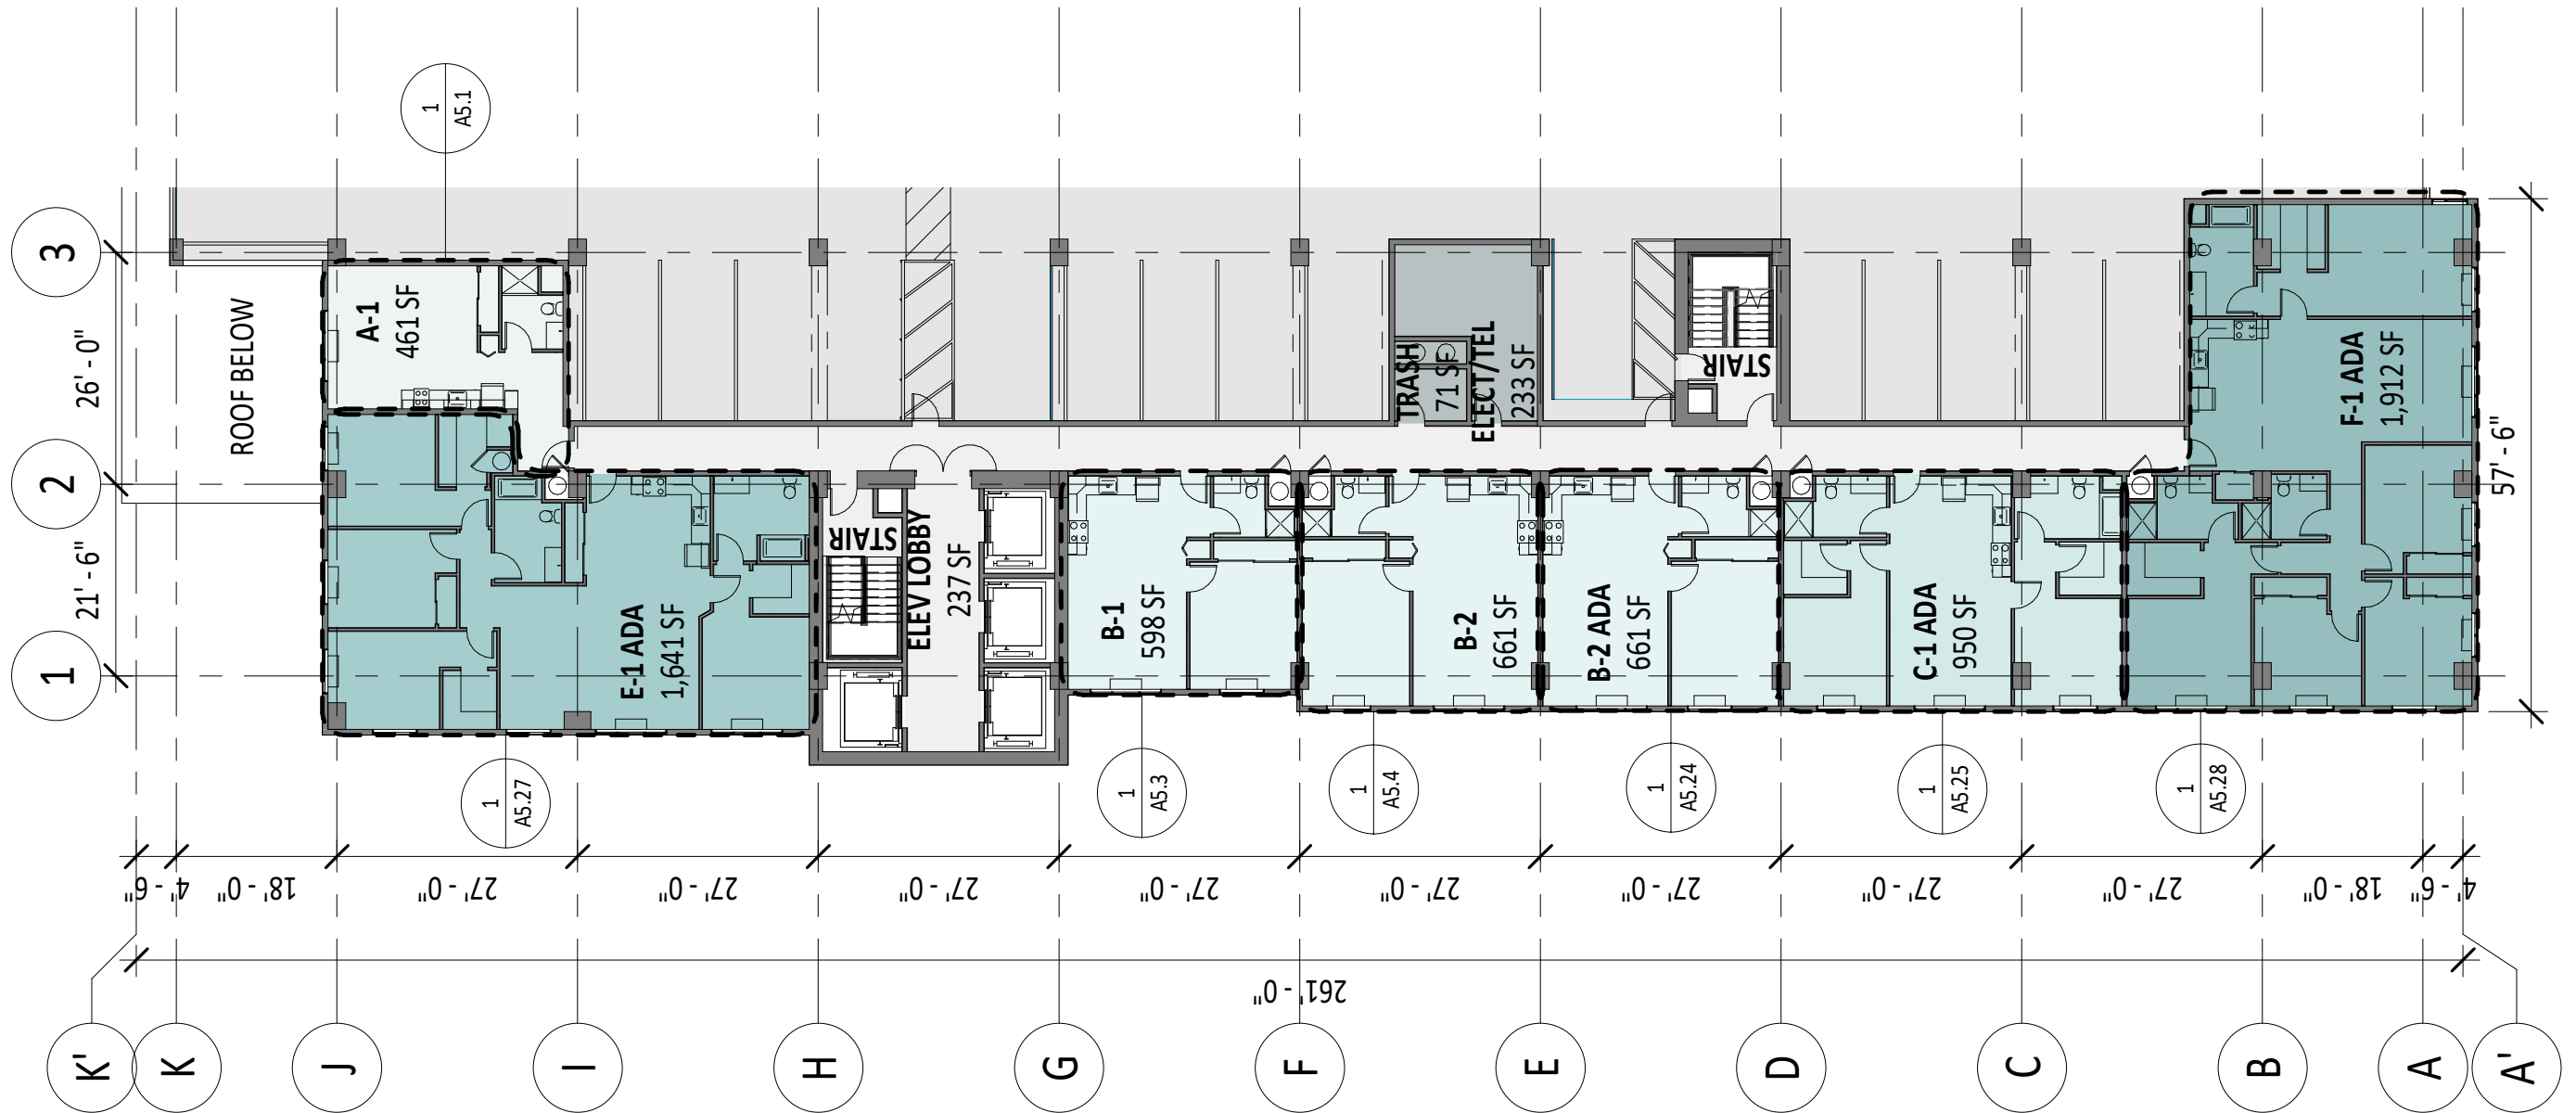 1
A5.1
3
26' - 0"
2
21' - 6"
1
ROOF BELOW
A-1
461 SF
E-1 ADA
1,641 SF
STAIR
ELEV LOBBY
237 SF
B-1
598 SF
B-2
661 SF
B-2 ADA
661 SF
C-1 ADA
950 SF
F-1 ADA
1,912 SF
TRASH
71 SF
ELECT/TEL
233 SF
STAIR
57' - 6"
1
A5.27
1
A5.3
1
A5.4
1
A5.24
1
A5.25
1
A5.28
4' - 6"
18' - 0"
27' - 0"
27' - 0"
27' - 0"
27' - 0"
27' - 0"
27' - 0"
27' - 0"
27' - 0"
18' - 0"
4' - 6"
261' - 0"
K'
K
J
I
H
G
F
E
D
C
B
A
A'